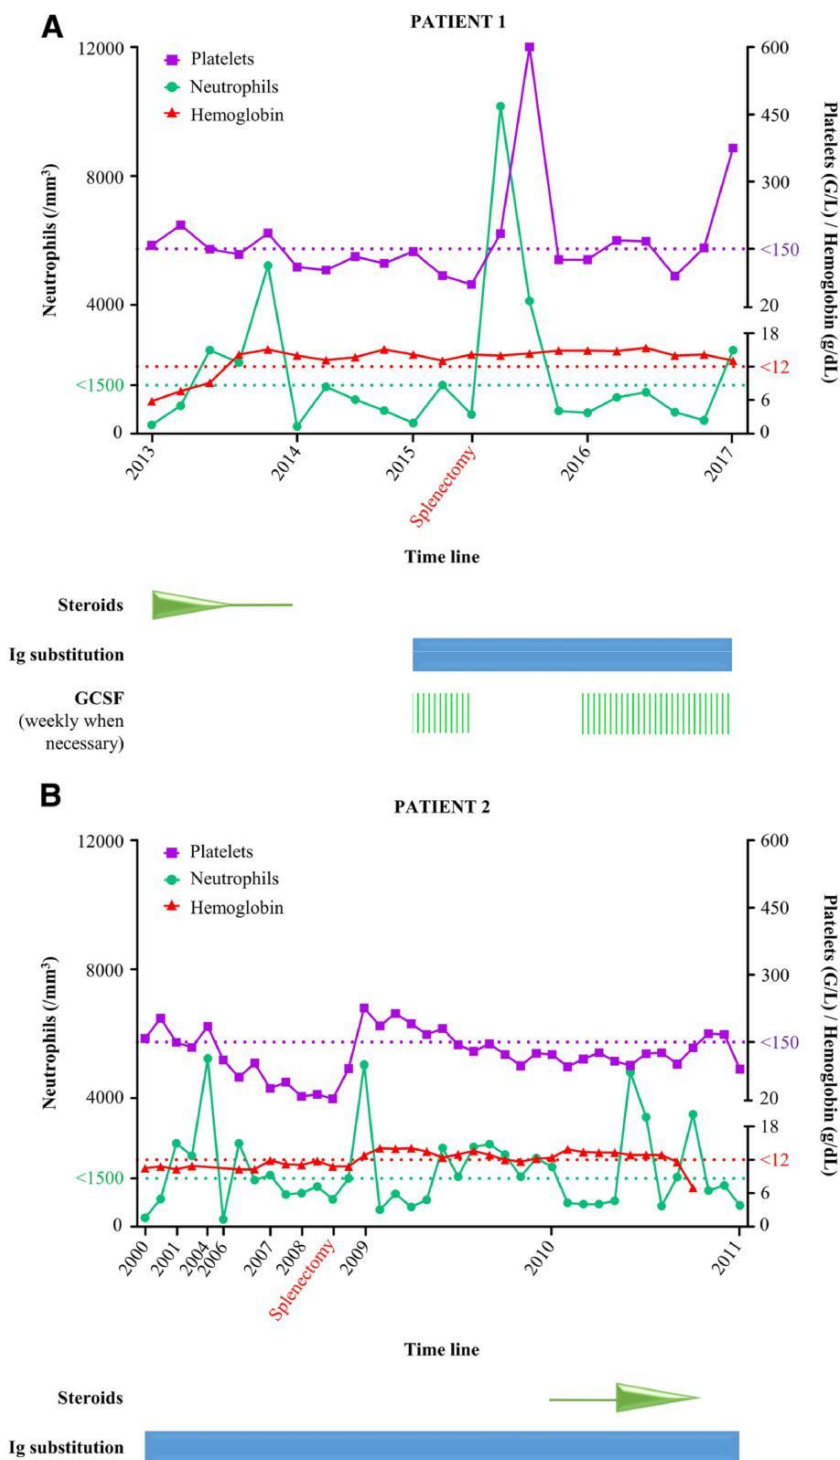 A
PATIENT 1
Platelets
Neutrophils
Hemoglobin
Neutrophils (/mm³)
12000
8000
4000
<1500
0
600
450
300
<150
20
18
<12
6
0
Platelets (G/L) / Hemoglobin (g/dL)
2013
2014
2015
Splenectomy
2016
2017
Time line
Steroids
Ig substitution
GCSF
(weekly when
necessary)
B
PATIENT 2
Platelets
Neutrophils
Hemoglobin
Neutrophils (/mm³)
12000
8000
4000
<1500
0
600
450
300
<150
20
18
<12
6
0
Platelets (G/L) / Hemoglobin (g/dL)
2000
2001
2004
2006
2007
2008
Splenectomy
2009
2010
2011
Time line
Steroids
Ig substitution